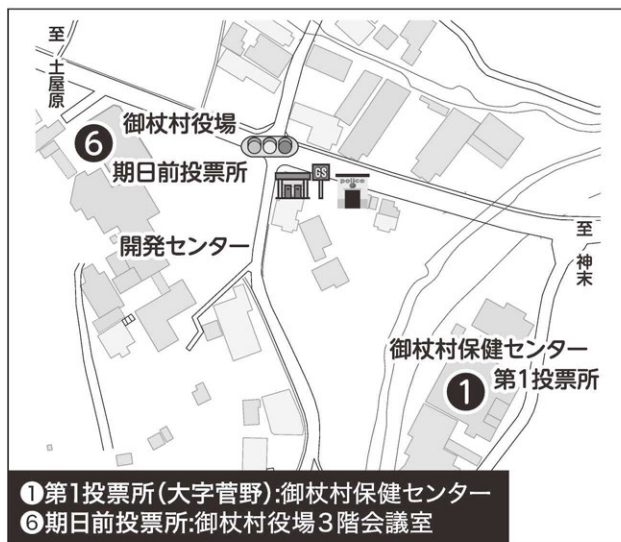 至 土屋原
御杖村役場
❻
期日前投票所
GS
police
開発センター
至 神末
御杖村保健センター
❶
第1投票所
❶第1投票所(大字菅野):御杖村保健センター
❻期日前投票所:御杖村役場3階会議室